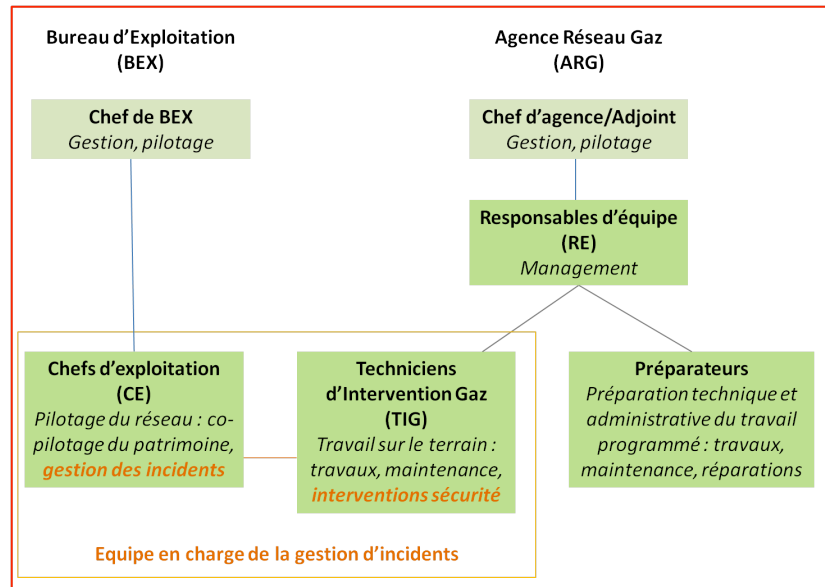 Bureau d'Exploitation
(BEX)
Agence Réseau Gaz
(ARG)
Chef de BEX
Gestion, pilotage
Chef d'agence/Adjoint
Gestion, pilotage
Responsables d'équipe
(RE)
Management
Chefs d'exploitation
(CE)
Pilotage du réseau : co-
pilotage du patrimoine,
gestion des incidents
Techniciens
d'Intervention Gaz
(TIG)
Travail sur le terrain :
travaux, maintenance,
interventions sécurité
Préparateurs
Préparation technique et
administrative du travail
programmé : travaux,
maintenance, réparations
Equipe en charge de la gestion d'incidents